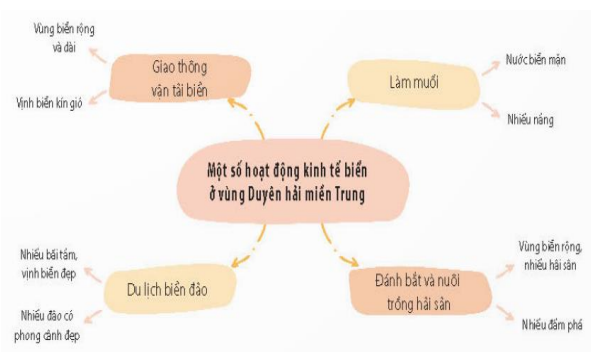 Vùng biển rộng
và dài
Vịnh biển kín gió
Giao thông
vận tải biển
Làm muối
Nước biển mặn
Nhiều nắng
Một số hoạt động kinh tế biển
ở vùng Duyên hải miền Trung
Nhiều bãi tắm,
vịnh biển đẹp
Nhiều đảo có
phong cảnh đẹp
Du lịch biển đảo
Đánh bắt và nuôi
trồng hải sản
Vùng biển rộng,
nhiều hải sản
Nhiều đầm phá